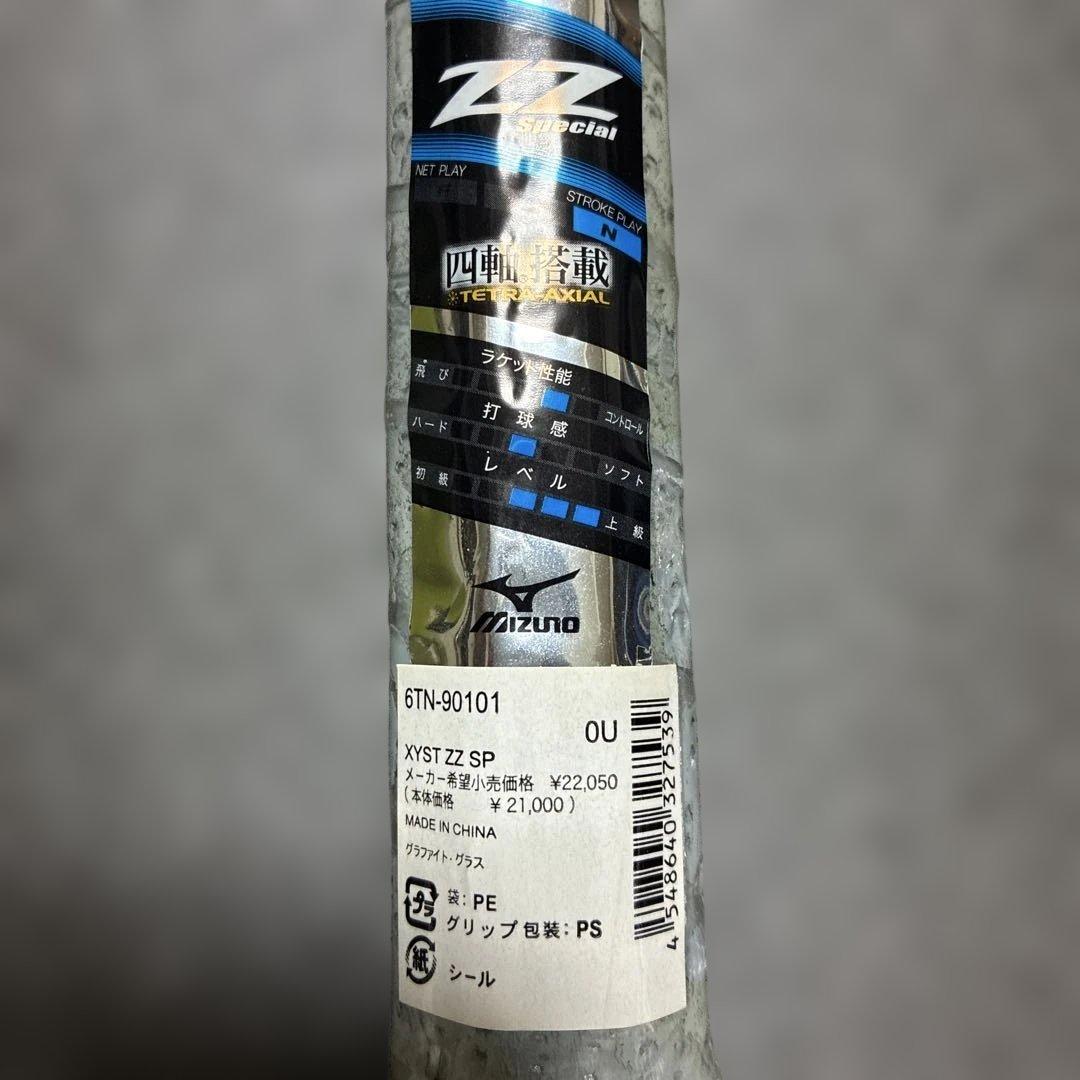 ZZ
Special
NET PLAY
STROKE PLAY
N
四軸搭載
TETRA-AXIAL
ラケット性能
飛び
コントロール
打球感
ハード
ソフト
レベル
初級
上級
MIZUNO
6TN-90101
0U
XYST ZZ SP
メーカー希望小売価格 ¥22,050
(本体価格 ¥21,000)
MADE IN CHINA
グラファイト・グラス
プラ
袋: PE
グリップ包装: PS
紙
シール
4 548640 327539